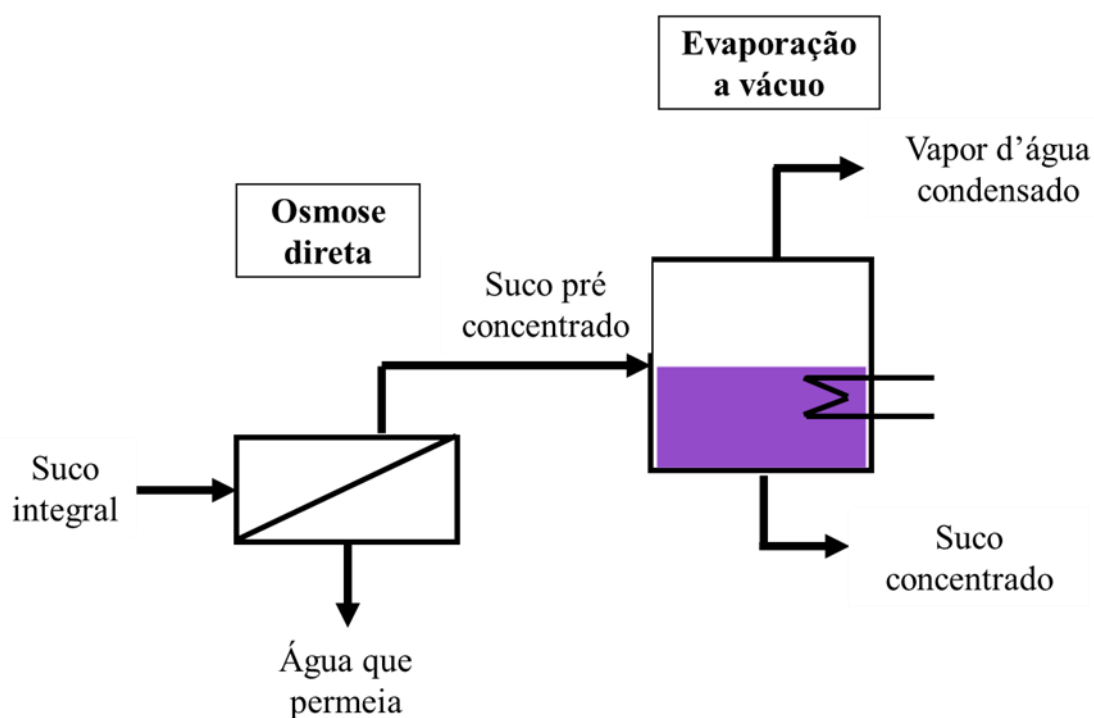 Evaporação
a vácuo
Vapor d’água
condensado
Osmose
direta
Suco pré
concentrado
Suco
integral
Suco
concentrado
Água que
permeia